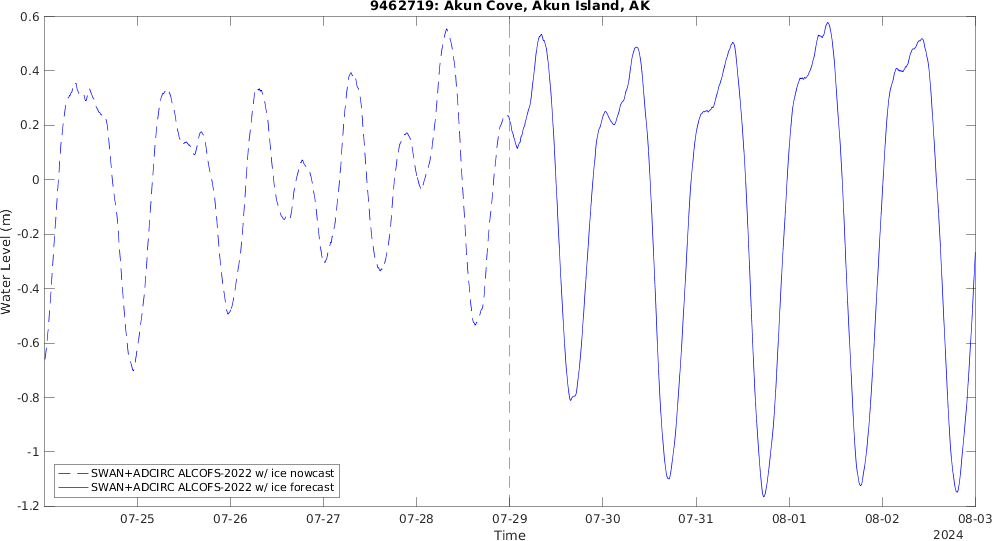 9462719: Akun Cove, Akun Island, AK
0.6
0.4
0.2
0
-0.2
-0.4
-0.6
-0.8
-1
-1.2
Water Level (m)
SWAN+ADCIRC ALCOFS-2022 w/ ice nowcast
SWAN+ADCIRC ALCOFS-2022 w/ ice forecast
07-25 07-26 07-27 07-28 07-29 07-30 07-31 08-01 08-02 08-03
Time
2024